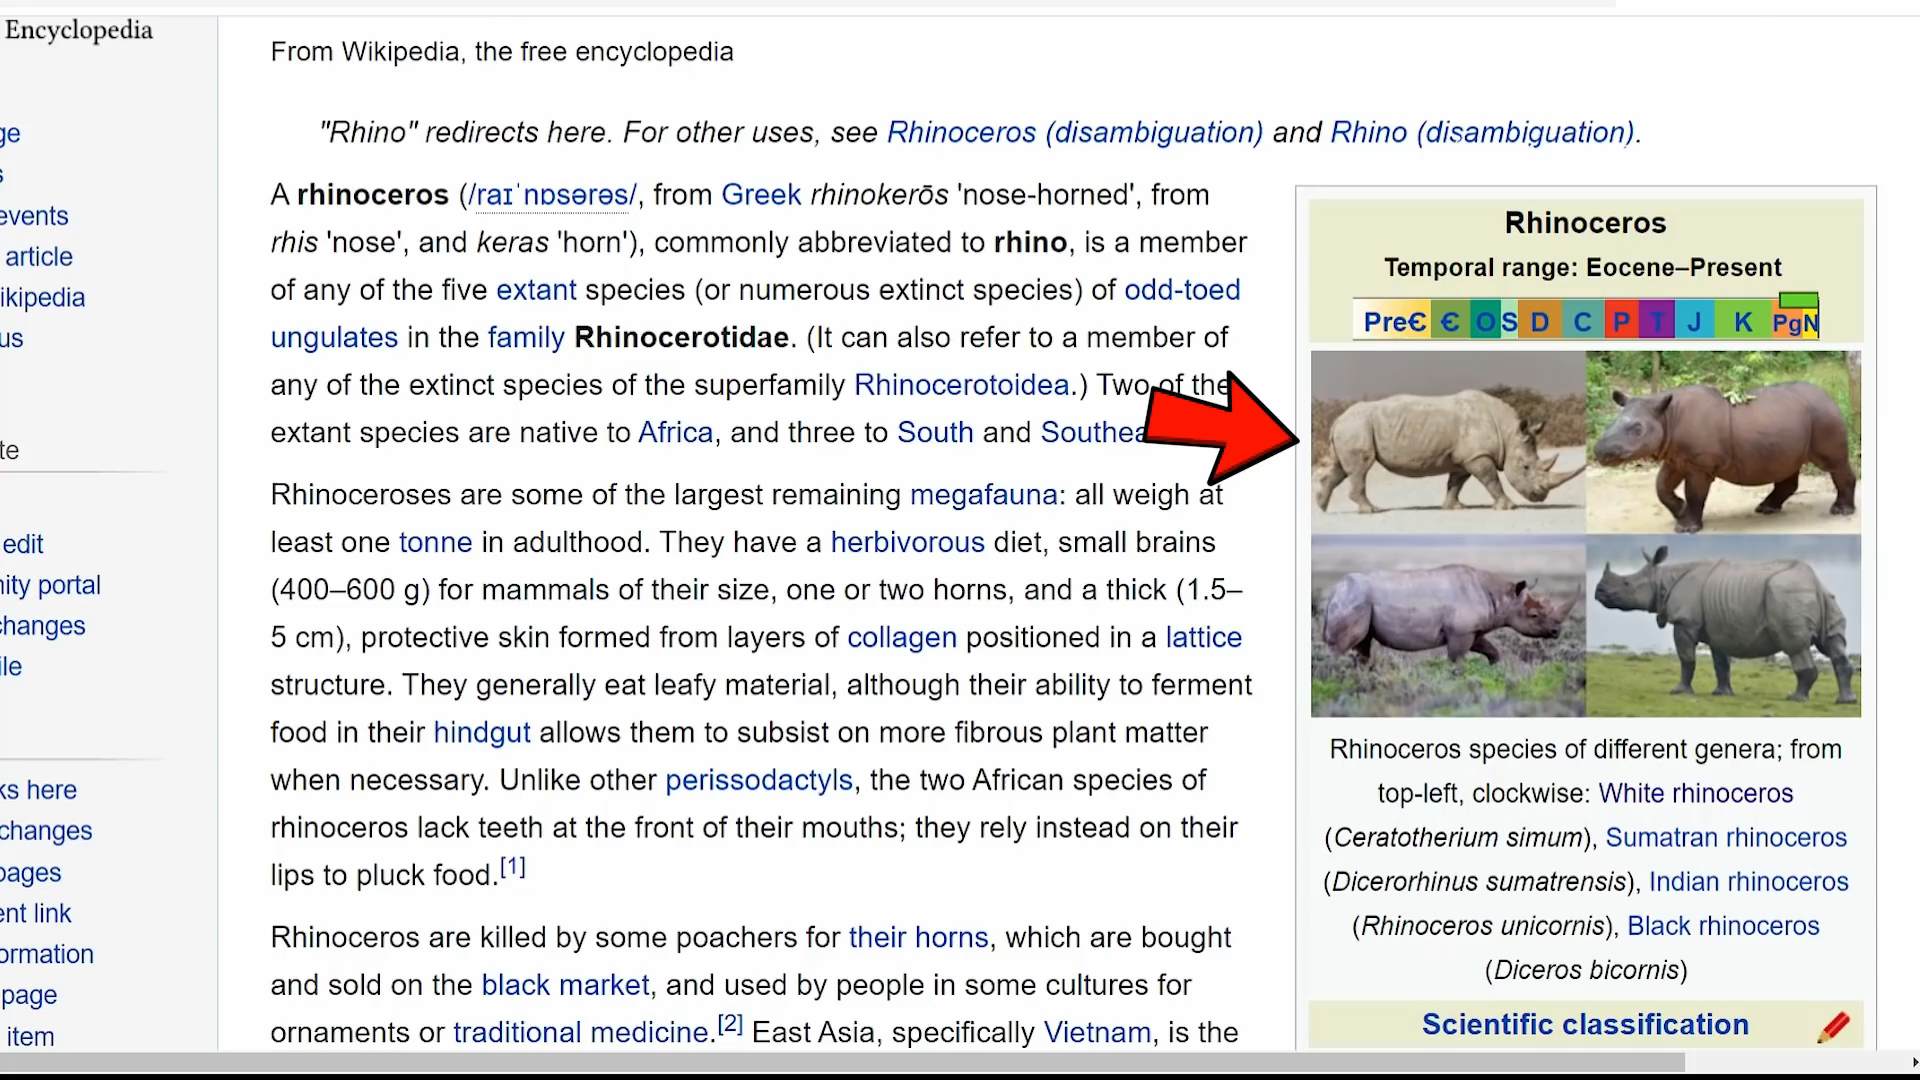 Encyclopedia
ge
s
events
article
ikipedia
us
te
edit
ity portal
changes
ile
ks here
changes
pages
ent link
ormation
page
item
From Wikipedia, the free encyclopedia
"Rhino" redirects here. For other uses, see Rhinoceros (disambiguation) and Rhino (disambiguation).
A rhinoceros (/raɪˈnɒsərəs/, from Greek rhinokerōs 'nose-horned', from
rhis 'nose', and keras 'horn'), commonly abbreviated to rhino, is a member
of any of the five extant species (or numerous extinct species) of odd-toed
ungulates in the family Rhinocerotidae. (It can also refer to a member of
any of the extinct species of the superfamily Rhinocerotoidea.) Two of the
extant species are native to Africa, and three to South and Southea
Rhinoceroses are some of the largest remaining megafauna: all weigh at
least one tonne in adulthood. They have a herbivorous diet, small brains
(400–600 g) for mammals of their size, one or two horns, and a thick (1.5–
5 cm), protective skin formed from layers of collagen positioned in a lattice
structure. They generally eat leafy material, although their ability to ferment
food in their hindgut allows them to subsist on more fibrous plant matter
when necessary. Unlike other perissodactyls, the two African species of
rhinoceros lack teeth at the front of their mouths; they rely instead on their
lips to pluck food.[1]
Rhinoceros are killed by some poachers for their horns, which are bought
and sold on the black market, and used by people in some cultures for
ornaments or traditional medicine.[2] East Asia, specifically Vietnam, is the
Rhinoceros
Temporal range: Eocene–Present
PreꞒ Ꞓ O S D C P T J K Pg N
Rhinoceros species of different genera; from
top-left, clockwise: White rhinoceros
(Ceratotherium simum), Sumatran rhinoceros
(Dicerorhinus sumatrensis), Indian rhinoceros
(Rhinoceros unicornis), Black rhinoceros
(Diceros bicornis)
Scientific classification